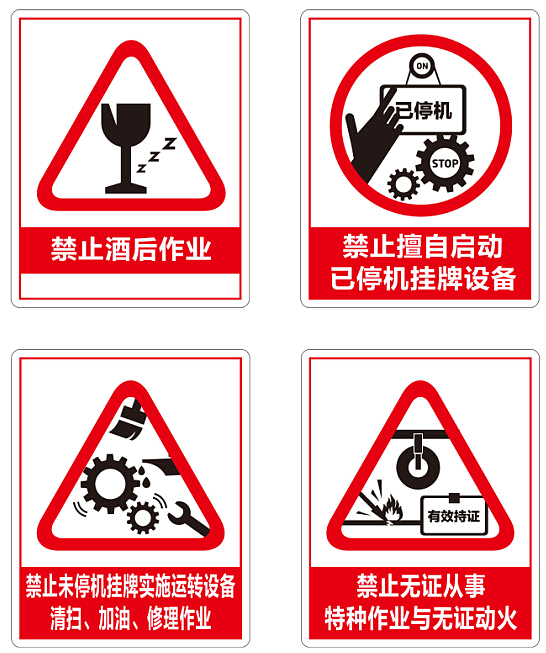 z z z
禁止酒后作业
ON
已停机
STOP
禁止擅自启动
已停机挂牌设备
禁止未停机挂牌实施运转设备
清扫、加油、修理作业
有效持证
禁止无证从事
特种作业与无证动火